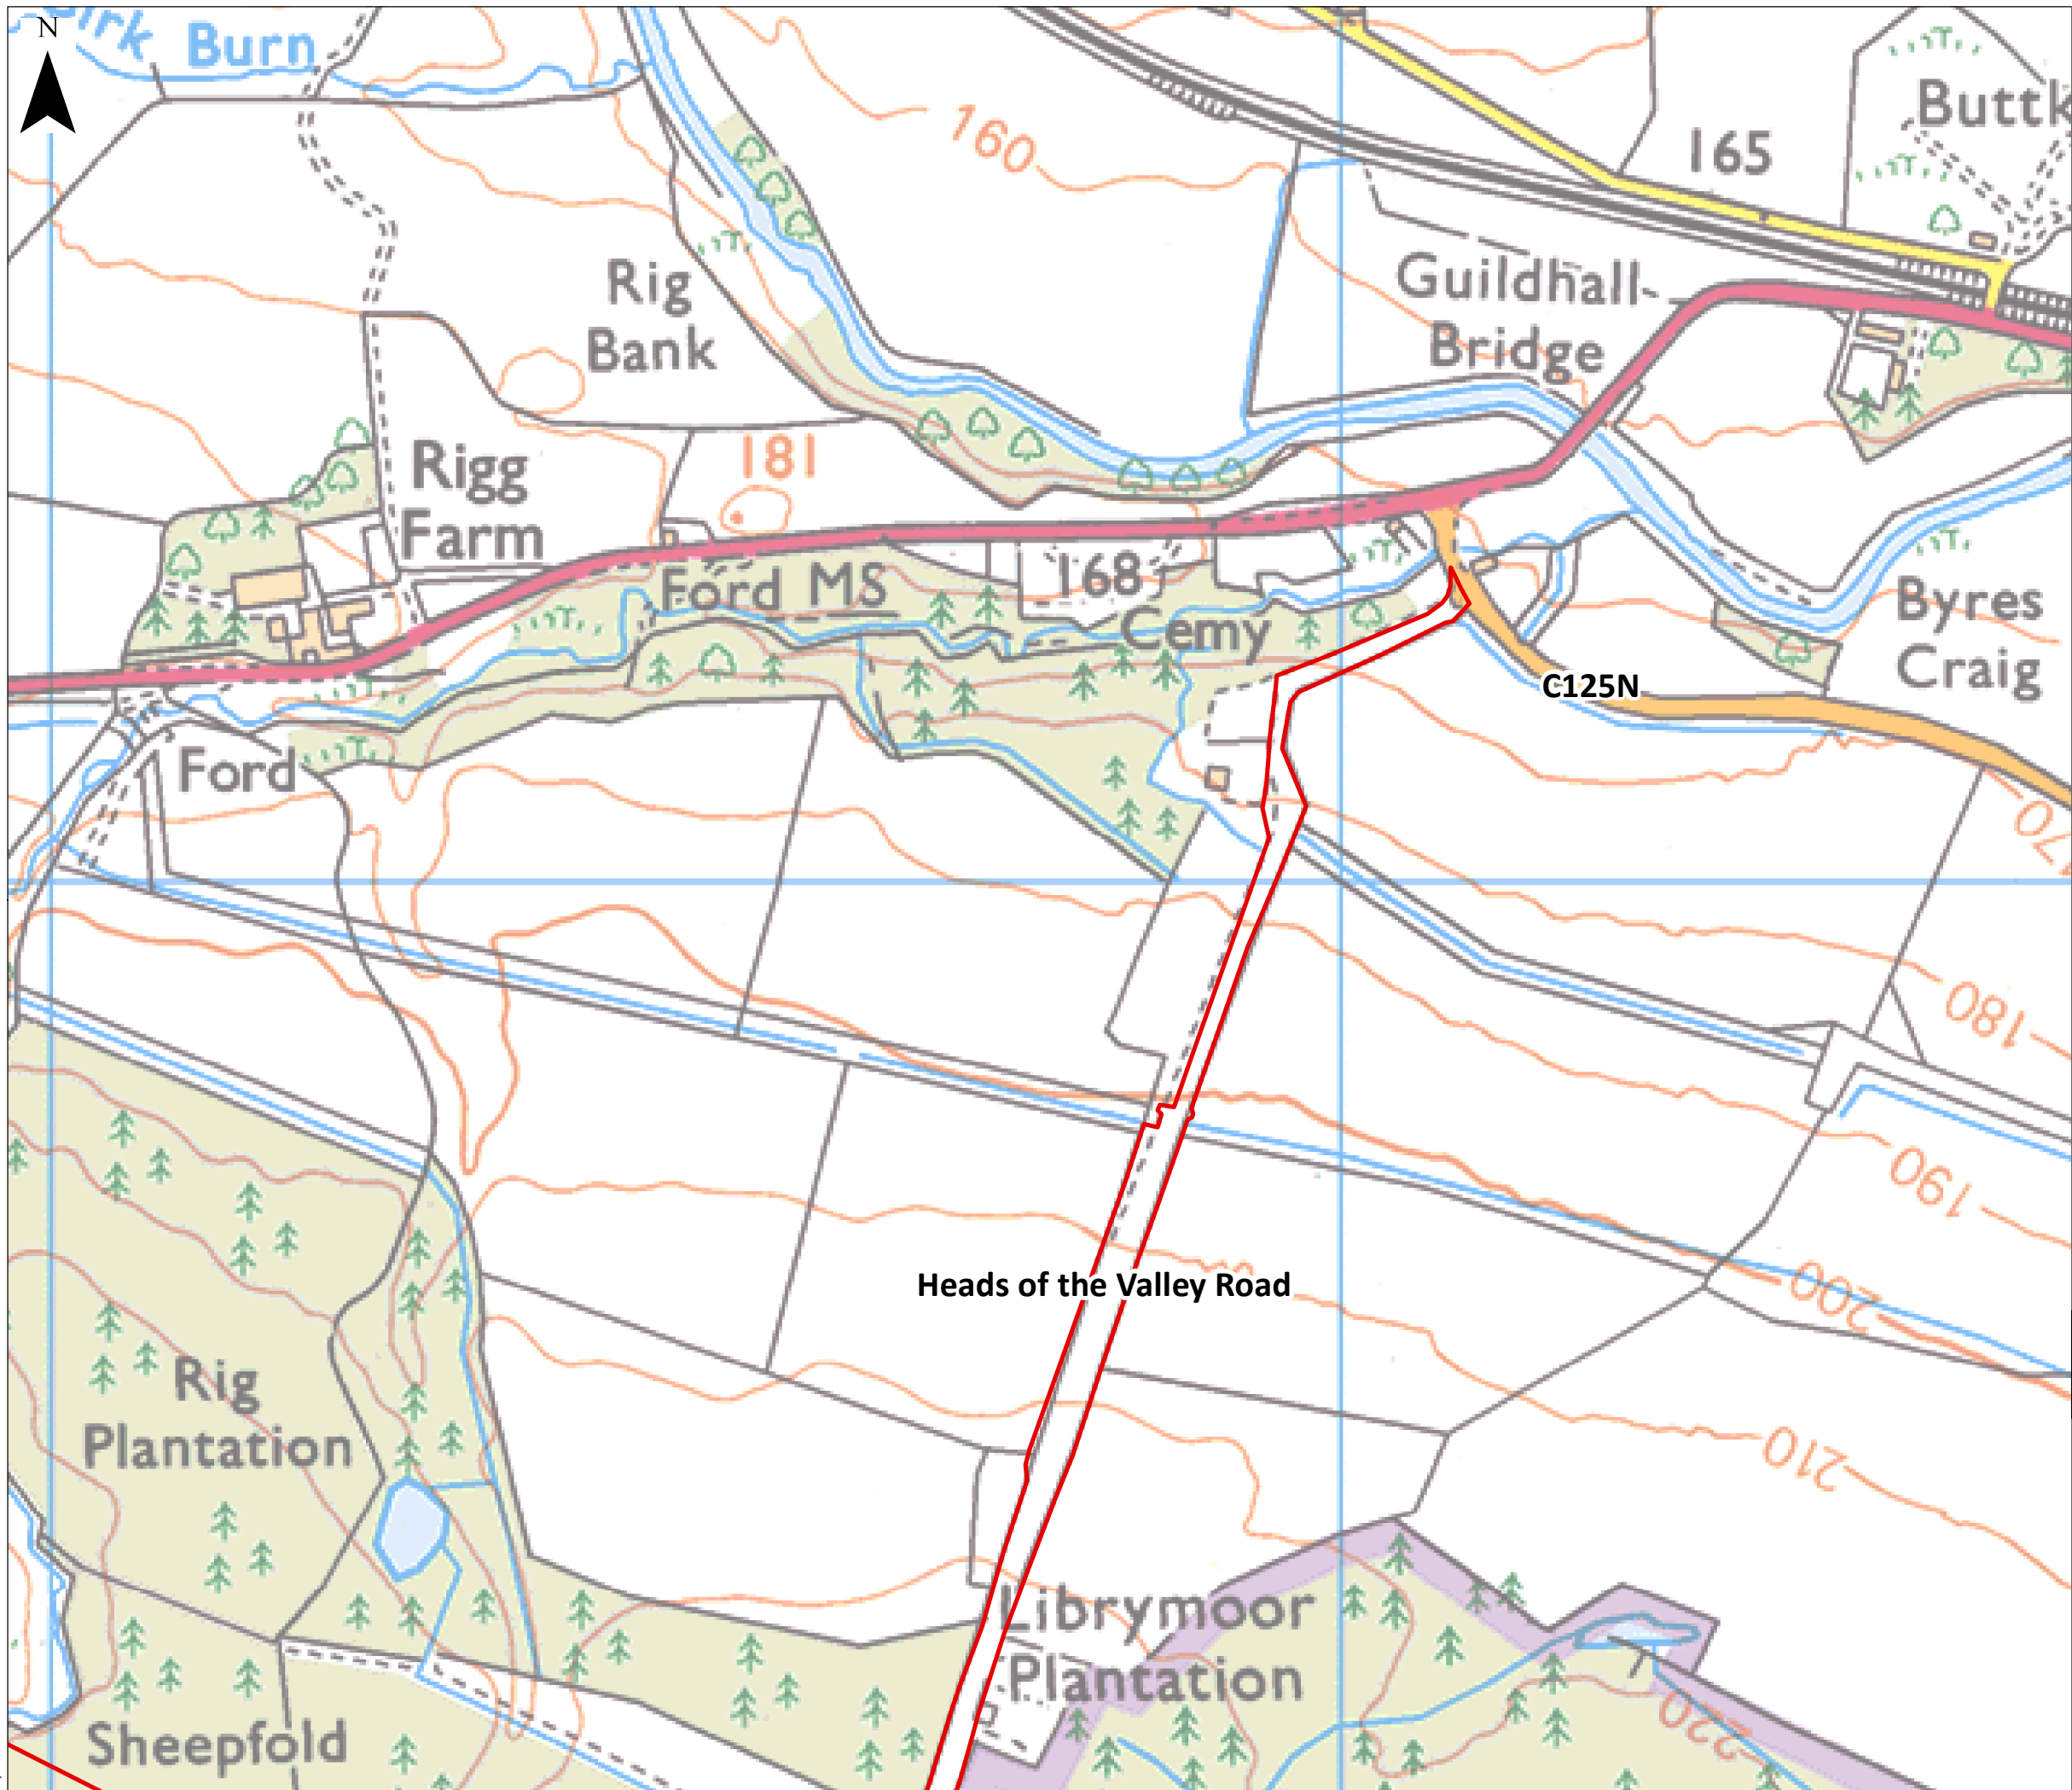 N
Burn
Buttk
165
160
Rig
Bank
Guildhall
Bridge
181
Rigg
Farm
Ford MS
168
Cemy
Byres
Craig
C125N
Ford
170
180
190
200
Heads of the Valley Road
Rig
Plantation
210
Librymoor
Plantation
220
Sheepfold